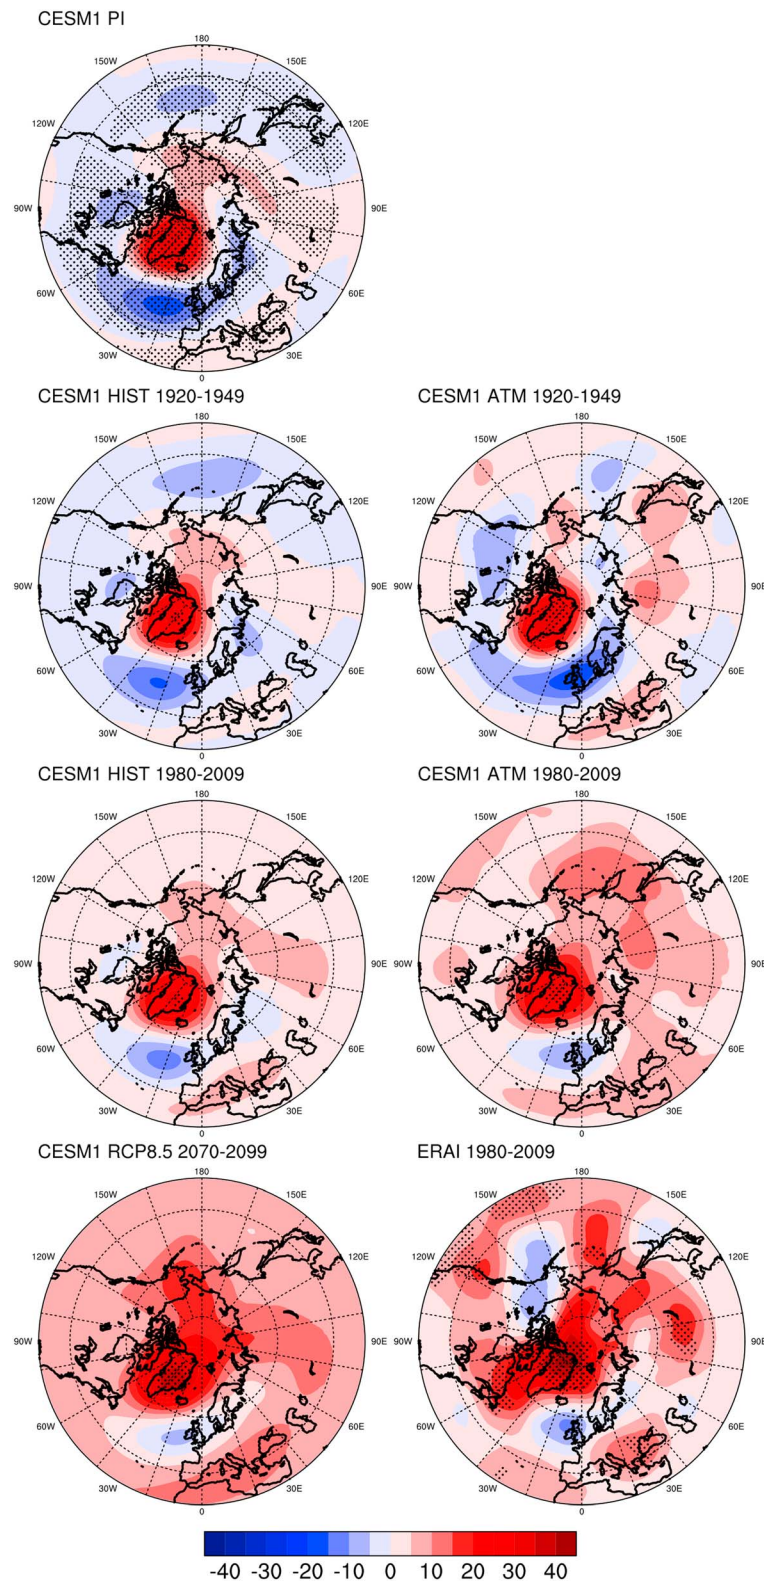 CESM1 PI
180
150W 150E
120W 120E
90W 90E
60W 60E
30W 30E
0
CESM1 HIST 1920-1949 CESM1 ATM 1920-1949
180 180
150W 150E 150W 150E
120W 120E 120W 120E
90W 90E 90W 90E
60W 60E 60W 60E
30W 30E 30W 30E
0 0
CESM1 HIST 1980-2009 CESM1 ATM 1980-2009
180 180
150W 150E 150W 150E
120W 120E 120W 120E
90W 90E 90W 90E
60W 60E 60W 60E
30W 30E 30W 30E
0 0
CESM1 RCP8.5 2070-2099 ERAI 1980-2009
180 180
150W 150E 150W 150E
120W 120E 120W 120E
90W 90E 90W 90E
60W 60E 60W 60E
30W 30E 30W 30E
0 0
-40 -30 -20 -10 0 10 20 30 40